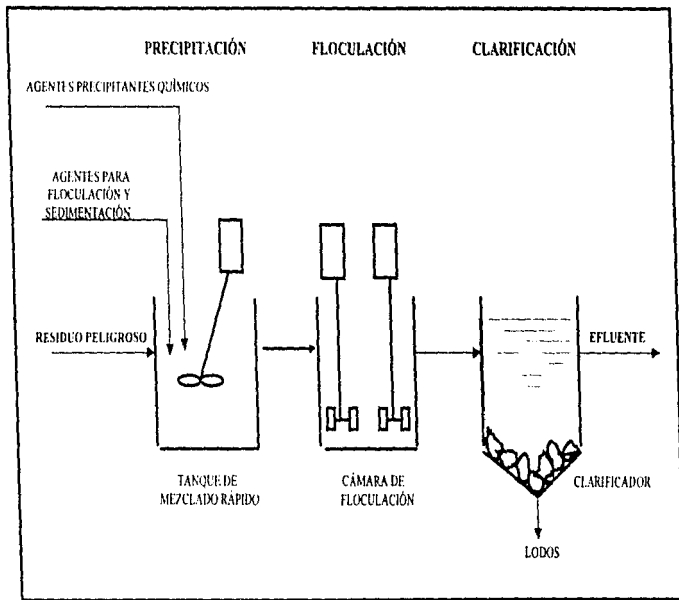 PRECIPITACIÓN FLOCULACIÓN CLARIFICACIÓN
AGENTES PRECIPITANTES QUÍMICOS
AGENTES PARA
FLOCULACIÓN Y
SEDIMENTACIÓN
RESIDUO PELIGROSO
EFLUENTE
TANQUE DE
MEZCLADO RÁPIDO
CÁMARA DE
FLOCULACIÓN
CLARIFICADOR
LODOS